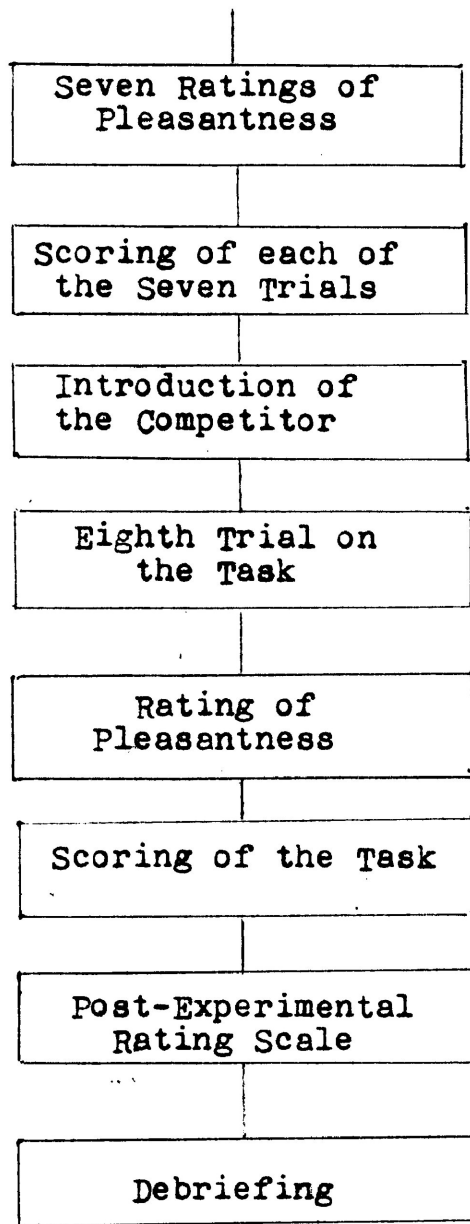 Seven Ratings of
Pleasantness
Scoring of each of
the Seven Trials
Introduction of
the Competitor
Eighth Trial on
the Task
Rating of
Pleasantness
Scoring of the Task
Post-Experimental
Rating Scale
Debriefing